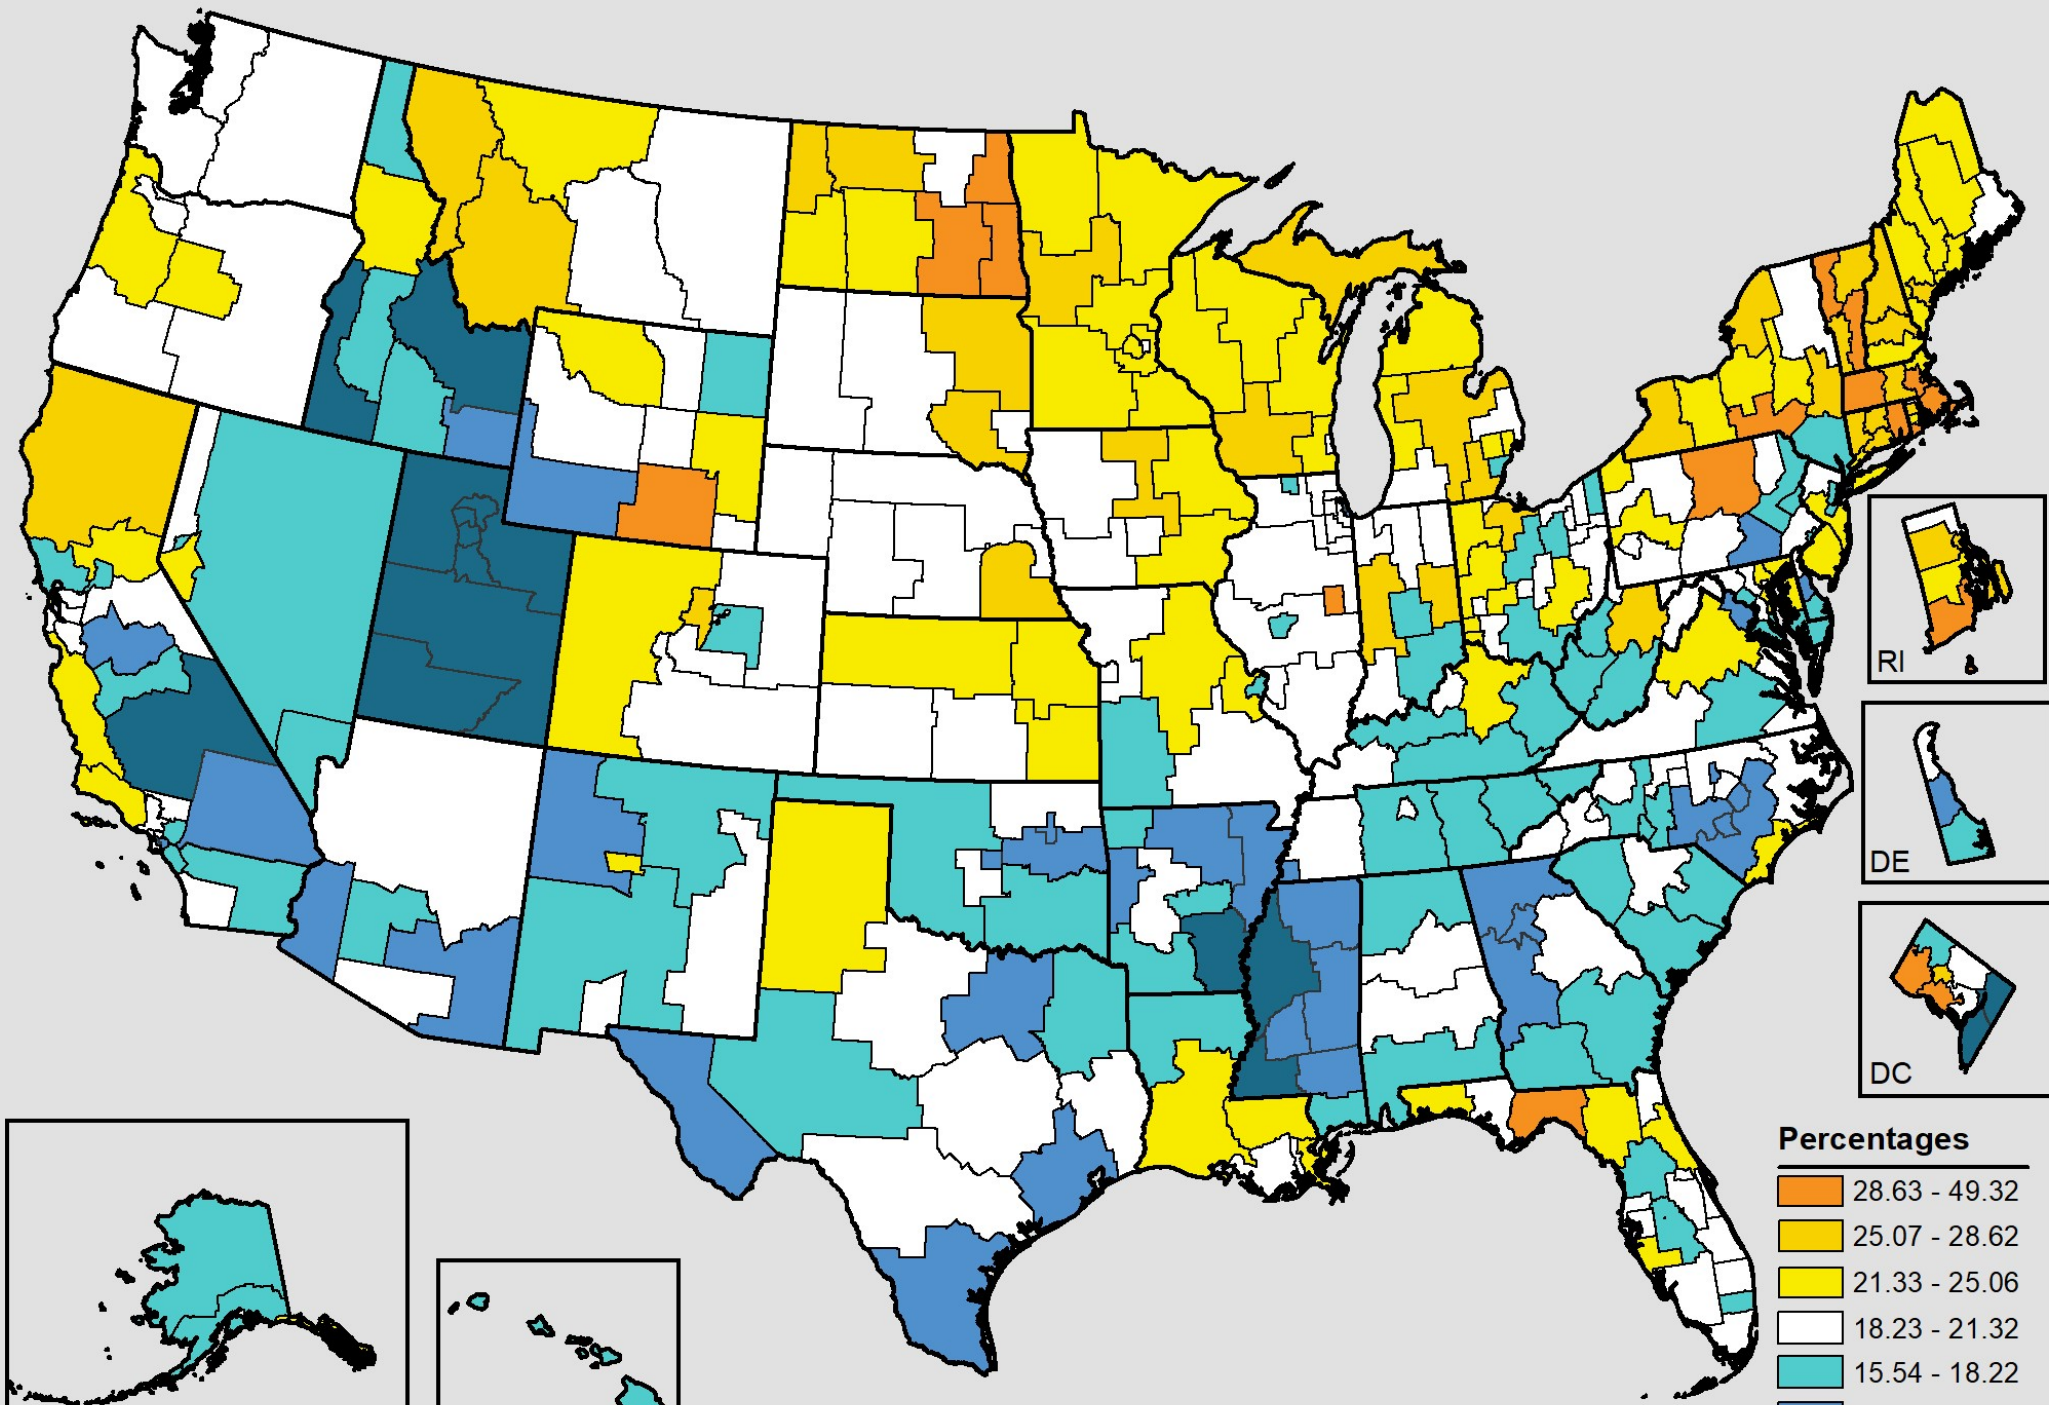 RI
DE
DC
Percentages
28.63 - 49.32
25.07 - 28.62
21.33 - 25.06
18.23 - 21.32
15.54 - 18.22